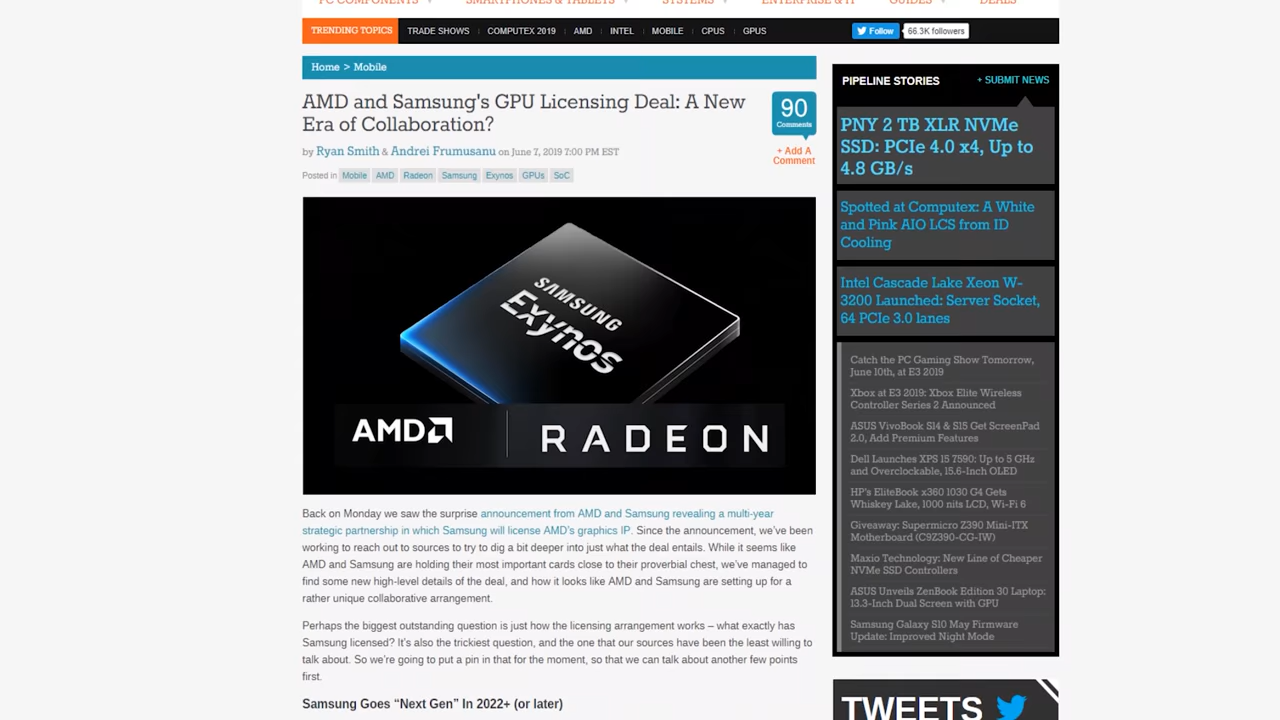 PC COMPONENTS SMARTPHONES & TABLETS SYSTEMS ENTERPRISE & IT GUIDES DEALS
TRENDING TOPICS TRADE SHOWS COMPUTEX 2019 AMD INTEL MOBILE CPUS GPUS
Follow 66.3K followers
Home > Mobile
AMD and Samsung's GPU Licensing Deal: A New
Era of Collaboration?
by Ryan Smith & Andrei Frumusanu on June 7, 2019 7:00 PM EST
Posted in Mobile AMD Radeon Samsung Exynos GPUs SoC
90
Comments
+ Add A
Comment
SAMSUNG
Exynos
AMD RADEON
Back on Monday we saw the surprise announcement from AMD and Samsung revealing a multi-year
strategic partnership in which Samsung will license AMD's graphics IP. Since the announcement, we've been
working to reach out to sources to try to dig a bit deeper into just what the deal entails. While it seems like
AMD and Samsung are holding their most important cards close to their proverbial chest, we've managed to
find some new high-level details of the deal, and how it looks like AMD and Samsung are setting up for a
rather unique collaborative arrangement.
Perhaps the biggest outstanding question is just how the licensing arrangement works – what exactly has
Samsung licensed? It's also the trickiest question, and the one that our sources have been the least willing to
talk about. So we're going to put a pin in that for the moment, so that we can talk about another few points
first.
Samsung Goes “Next Gen” In 2022+ (or later)
PIPELINE STORIES + SUBMIT NEWS
PNY 2 TB XLR NVMe
SSD: PCIe 4.0 x4, Up to
4.8 GB/s
Spotted at Computex: A White
and Pink AIO LCS from ID
Cooling
Intel Cascade Lake Xeon W-
3200 Launched: Server Socket,
64 PCIe 3.0 lanes
Catch the PC Gaming Show Tomorrow,
June 10th, at E3 2019
Xbox at E3 2019: Xbox Elite Wireless
Controller Series 2 Announced
ASUS VivoBook S14 & S15 Get ScreenPad
2.0, Add Premium Features
Dell Launches XPS 15 7590: Up to 5 GHz
and Overclockable, 15.6-Inch OLED
HP's EliteBook x360 1030 G4 Gets
Whiskey Lake, 1000 nits LCD, Wi-Fi 6
Giveaway: Supermicro Z390 Mini-ITX
Motherboard (C9Z390-CG-IW)
Maxio Technology: New Line of Cheaper
NVMe SSD Controllers
ASUS Unveils ZenBook Edition 30 Laptop:
13.3-Inch Dual Screen with GPU
Samsung Galaxy S10 May Firmware
Update: Improved Night Mode
TWEETS